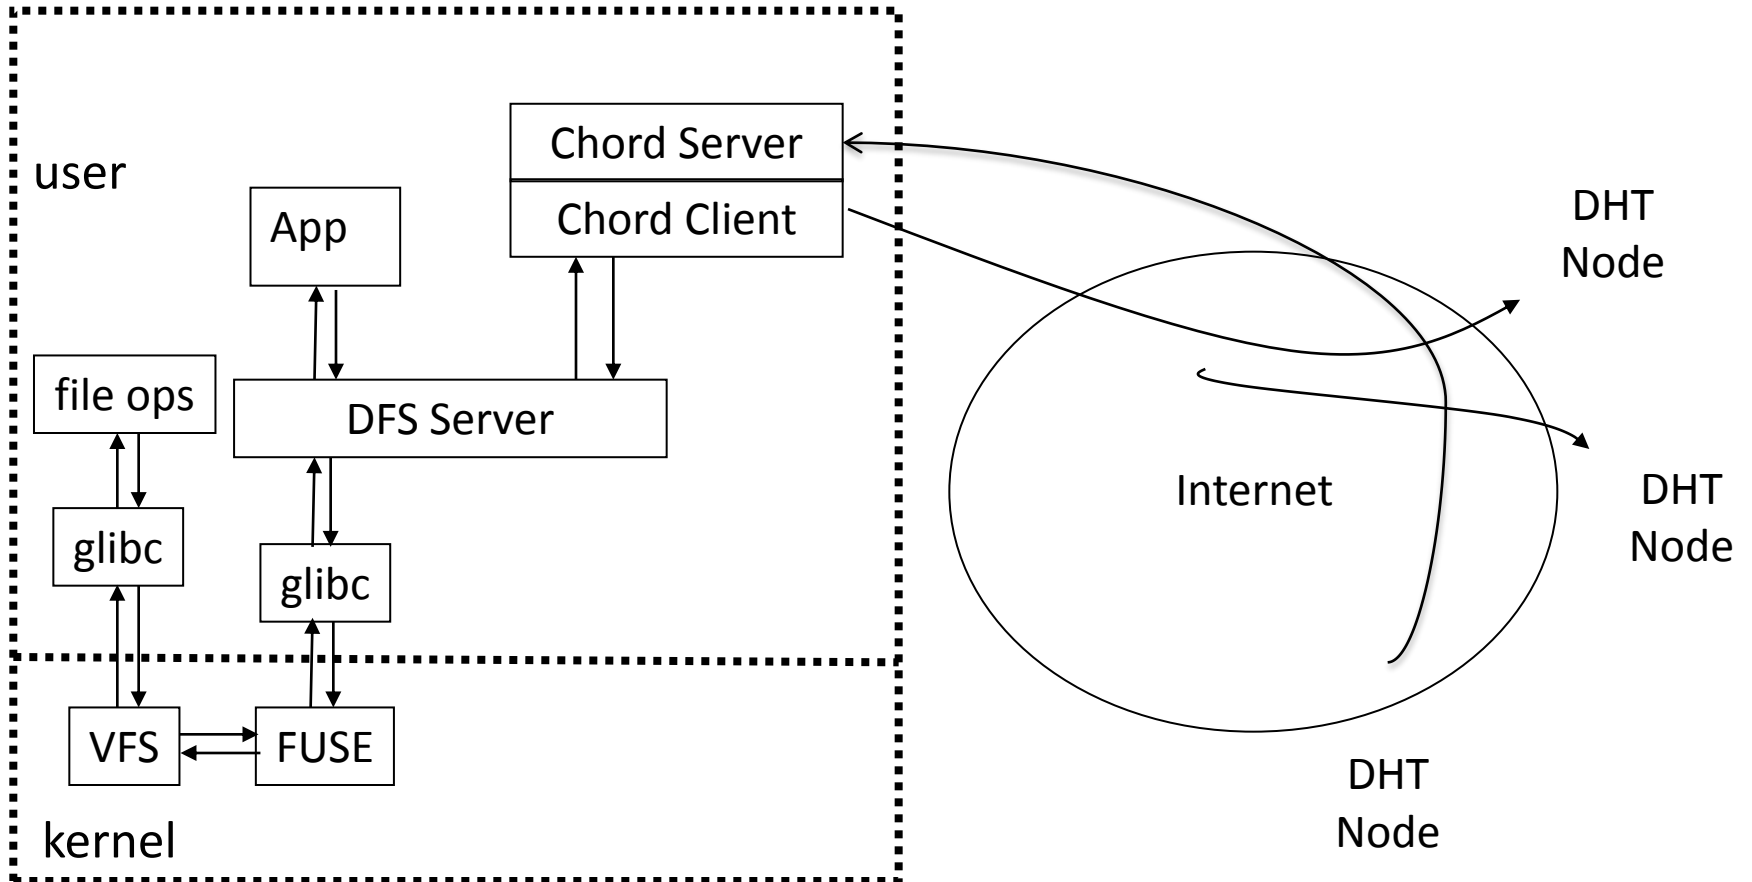 Chord Server
user
Chord Client
App
DHT
Node
file ops
DFS Server
Internet
DHT
Node
glibc
glibc
VFS
FUSE
DHT
Node
kernel